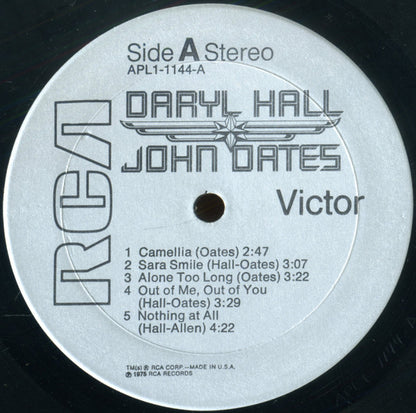 Side A Stereo
APL1-1144-A
RCA
DARYL HALL
JOHN OATES
Victor
1 Camellia (Oates) 2:47
2 Sara Smile (Hall-Oates) 3:07
3 Alone Too Long (Oates) 3:22
4 Out of Me, Out of You
(Hall-Oates) 3:29
5 Nothing at All
(Hall-Allen) 4:22
TM(s) ® RCA CORP.—MADE IN U.S.A.
℗ 1975 RCA RECORDS